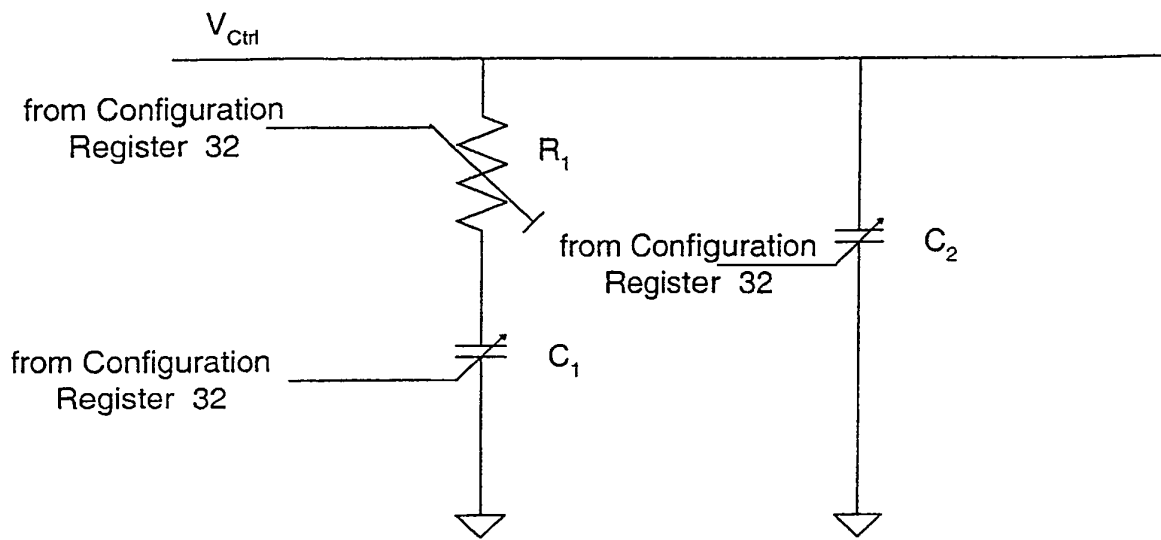 V_Ctrl
from Configuration
Register 32
R_1
from Configuration
Register 32
C_2
from Configuration
Register 32
C_1